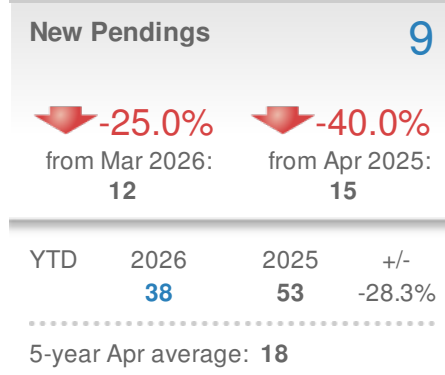 New Pendings 9
-25.0% -40.0%
from Mar 2026: from Apr 2025:
12 15
YTD 2026 2025 +/-
38 53 -28.3%
5-year Apr average: 18